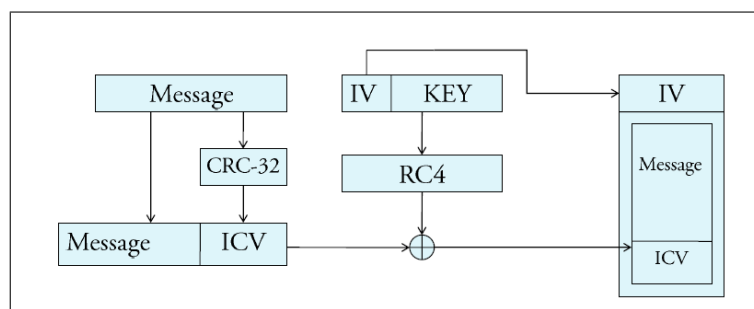 Message
CRC-32
Message ICV
IV KEY
RC4
IV
Message
ICV